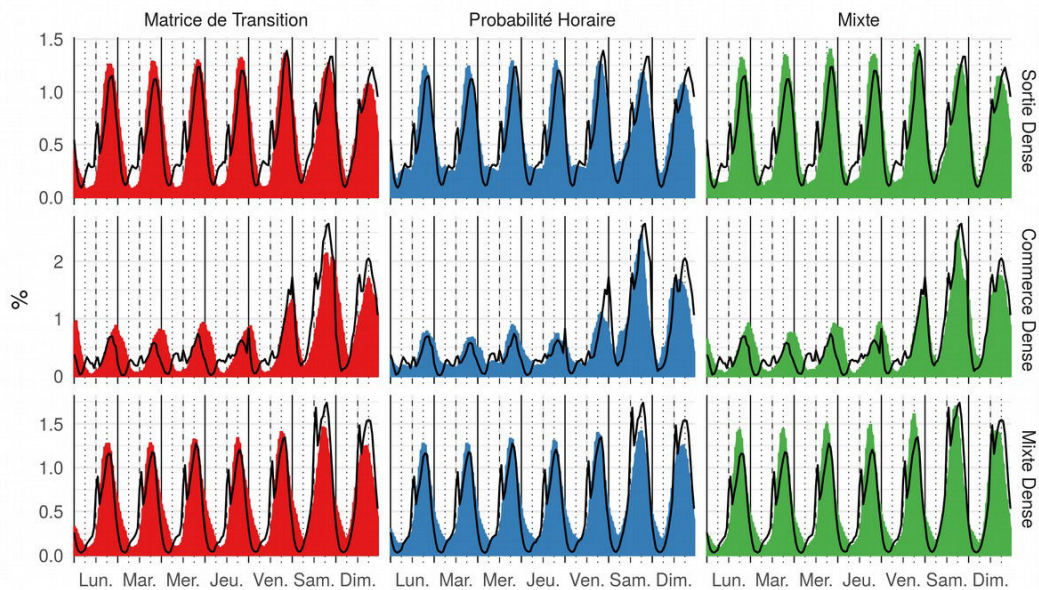 Matrice de Transition
Probabilité Horaire
Mixte
1.5
1.0
0.5
0.0
Sortie Dense
%
2
1
0
Commerce Dense
1.5
1.0
0.5
0.0
Mixte Dense
Lun. Mar. Mer. Jeu. Ven. Sam. Dim.
Lun. Mar. Mer. Jeu. Ven. Sam. Dim.
Lun. Mar. Mer. Jeu. Ven. Sam. Dim.